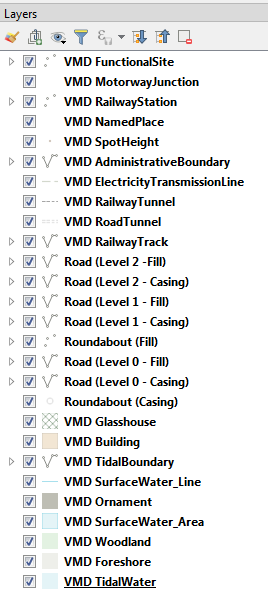 Layers
VMD FunctionalSite
VMD MotorwayJunction
VMD RailwayStation
VMD NamedPlace
VMD SpotHeight
VMD AdministrativeBoundary
VMD ElectricityTransmissionLine
VMD RailwayTunnel
VMD RoadTunnel
VMD RailwayTrack
Road (Level 2 -Fill)
Road (Level 2 - Casing)
Road (Level 1 - Fill)
Road (Level 1 - Casing)
Roundabout (Fill)
Road (Level 0 - Fill)
Road (Level 0 - Casing)
Roundabout (Casing)
VMD Glasshouse
VMD Building
VMD TidalBoundary
VMD SurfaceWater_Line
VMD Ornament
VMD SurfaceWater_Area
VMD Woodland
VMD Foreshore
VMD TidalWater